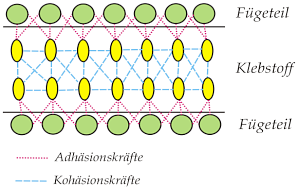 Fügeteil
Klebstoff
Fügeteil
Adhäsionskräfte
Kohäsionskräfte